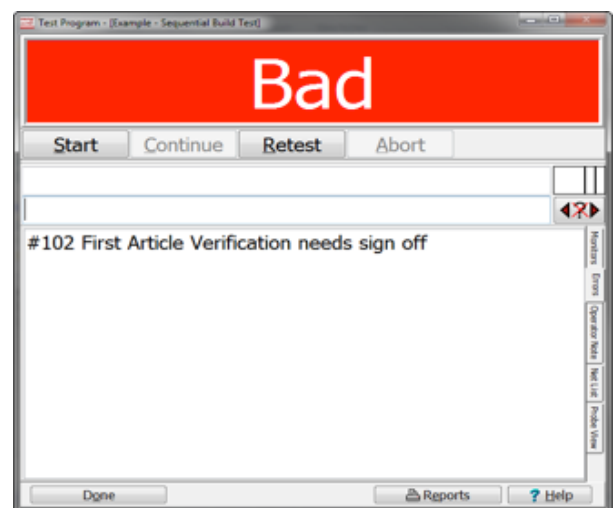 Test Program - [Example - Sequential Build Test]
Bad
Start Continue Retest Abort
#102 First Article Verification needs sign off
Monitors
Errors
Operator Note
Net List
Probe View
Done Reports ? Help